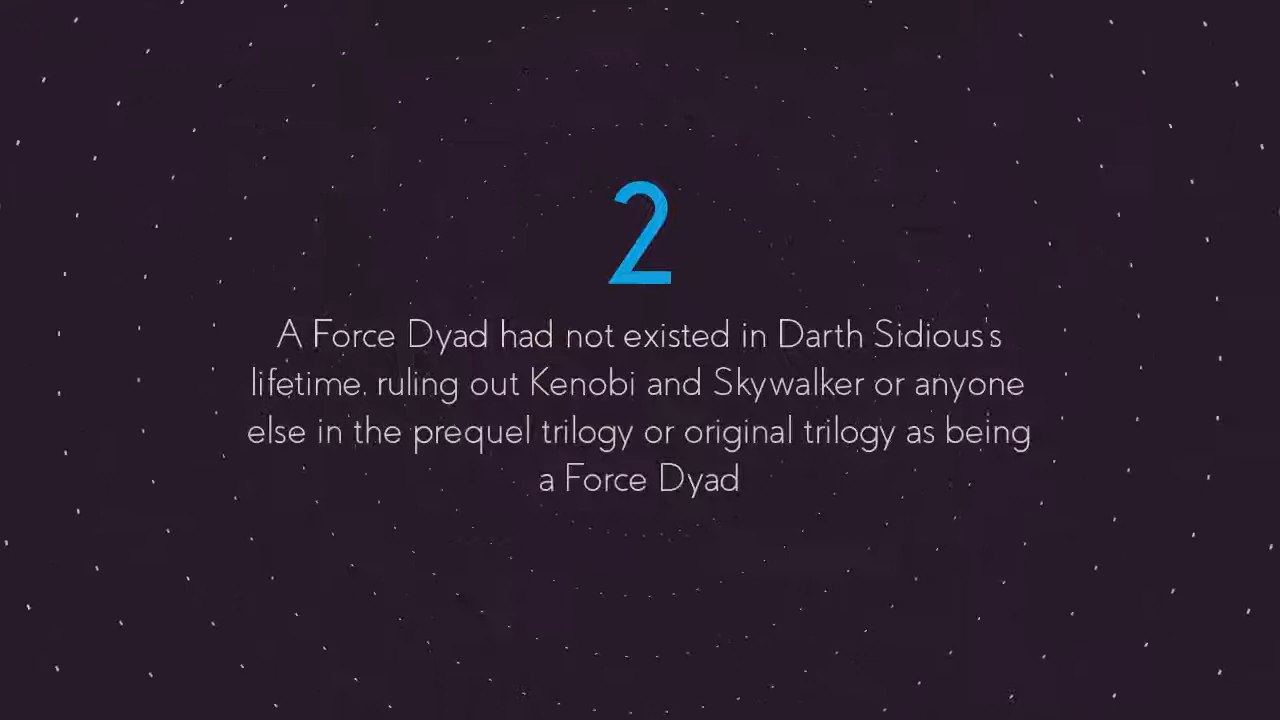 2
A Force Dyad had not existed in Darth Sidious's
lifetime, ruling out Kenobi and Skywalker or anyone
else in the prequel trilogy or original trilogy as being
a Force Dyad